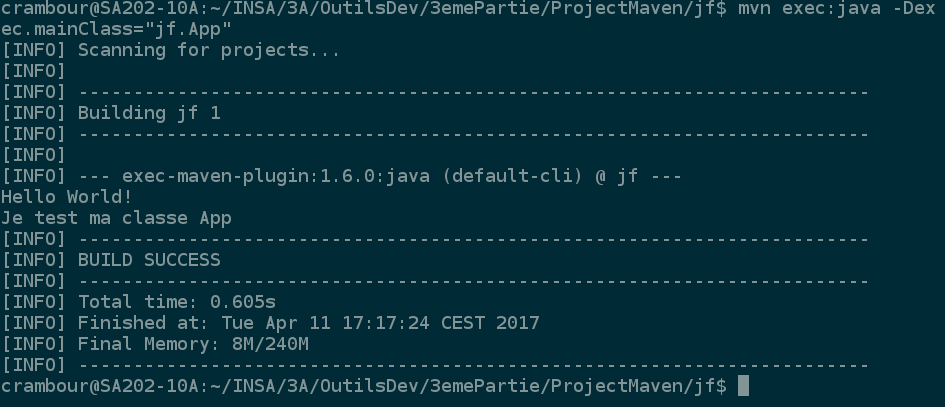 crambour@SA202-10A:~/INSA/3A/OutilsDev/3emePartie/ProjectMaven/jf$ mvn exec:java -Dex
ec.mainClass="jf.App"
[INFO] Scanning for projects...
[INFO]
[INFO] ------------------------------------------------------------------------
[INFO] Building jf 1
[INFO] ------------------------------------------------------------------------
[INFO]
[INFO] --- exec-maven-plugin:1.6.0:java (default-cli) @ jf ---
Hello World!
Je test ma classe App
[INFO] ------------------------------------------------------------------------
[INFO] BUILD SUCCESS
[INFO] ------------------------------------------------------------------------
[INFO] Total time: 0.605s
[INFO] Finished at: Tue Apr 11 17:17:24 CEST 2017
[INFO] Final Memory: 8M/240M
[INFO] ------------------------------------------------------------------------
crambour@SA202-10A:~/INSA/3A/OutilsDev/3emePartie/ProjectMaven/jf$